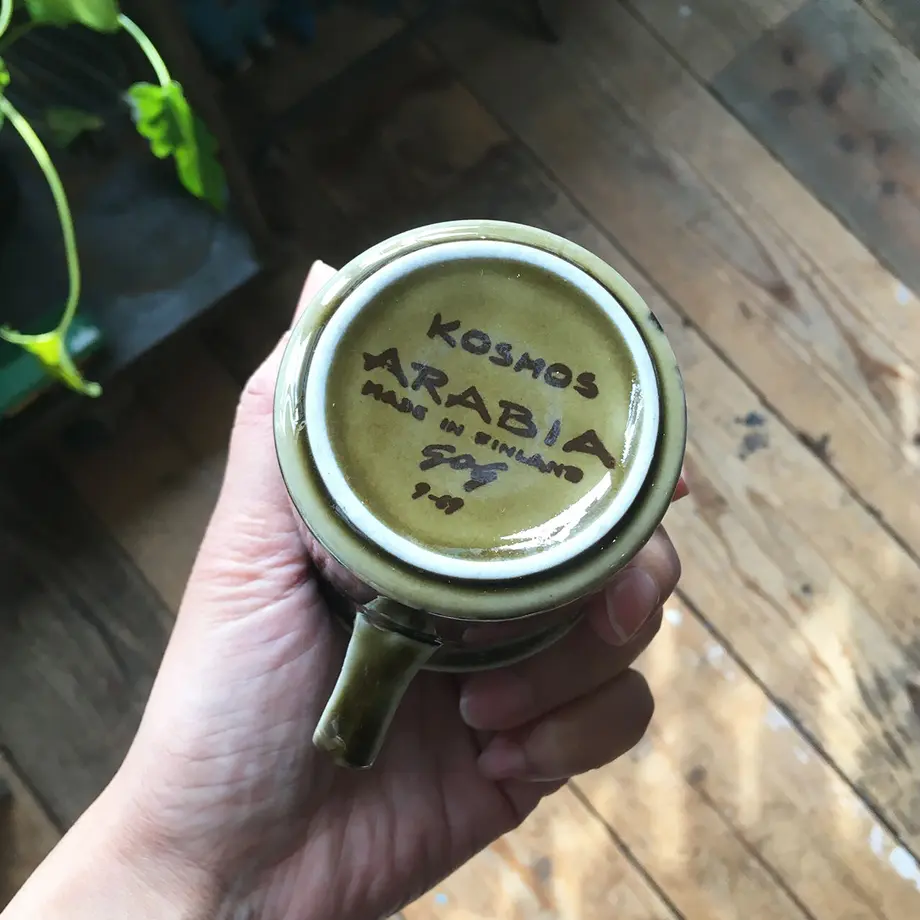 KOSMOS
ARABIA
MADE IN FINLAND
GOG
9-69